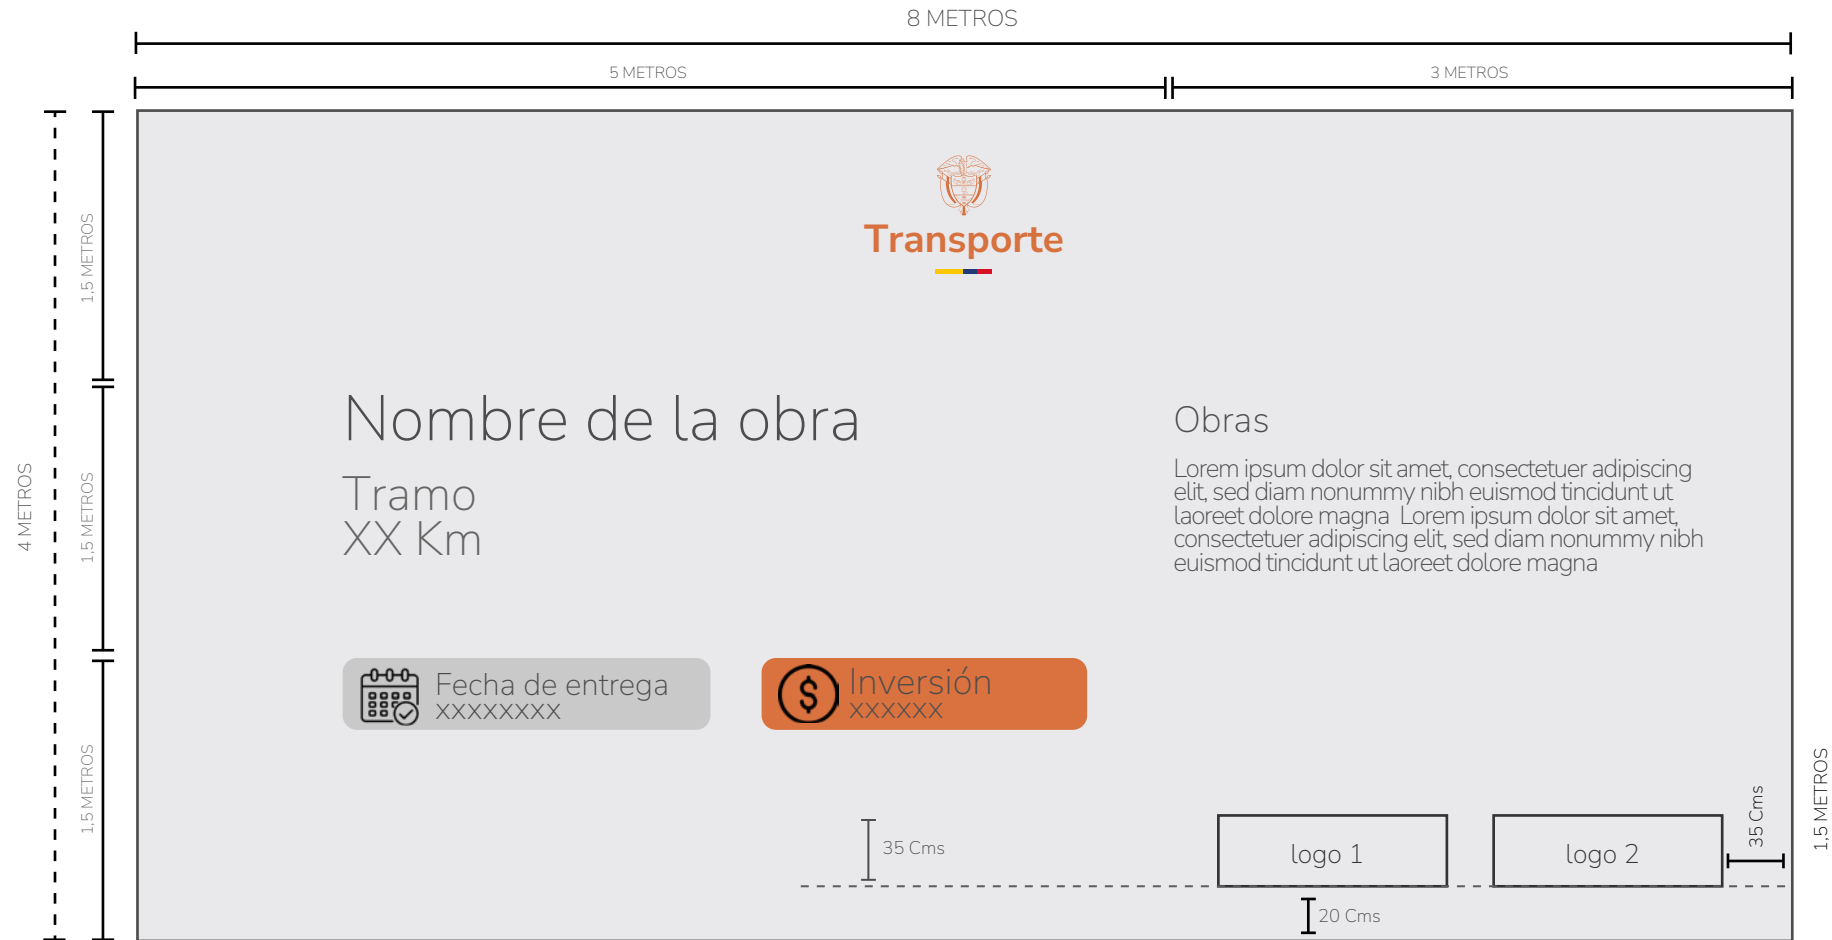 8 METROS
5 METROS
3 METROS
4 METROS
1,5 METROS
1,5 METROS
1,5 METROS
Transporte
Nombre de la obra
Tramo
XX Km
Obras
Lorem ipsum dolor sit amet, consectetuer adipiscing
elit, sed diam nonummy nibh euismod tincidunt ut
laoreet dolore magna Lorem ipsum dolor sit amet,
consectetuer adipiscing elit, sed diam nonummy nibh
euismod tincidunt ut laoreet dolore magna
Fecha de entrega
xxxxxxxx
$
Inversión
xxxxxx
35 Cms
logo 1
logo 2
35 Cms
1,5 METROS
20 Cms